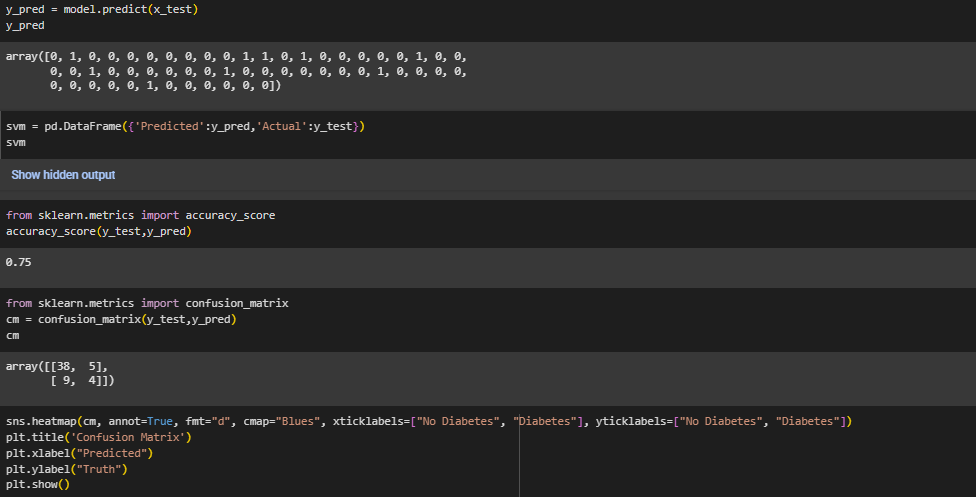 y_pred = model.predict(x_test)
y_pred
array([0, 1, 0, 0, 0, 0, 0, 0, 0, 0, 1, 1, 0, 1, 0, 0, 0, 0, 0, 1, 0, 0,
0, 0, 1, 0, 0, 0, 0, 0, 0, 1, 0, 0, 0, 0, 0, 0, 0, 1, 0, 0, 0, 0,
0, 0, 0, 0, 0, 1, 0, 0, 0, 0, 0, 0])
svm = pd.DataFrame({'Predicted':y_pred,'Actual':y_test})
svm
Show hidden output
from sklearn.metrics import accuracy_score
accuracy_score(y_test,y_pred)
0.75
from sklearn.metrics import confusion_matrix
cm = confusion_matrix(y_test,y_pred)
cm
array([[38, 5],
[ 9, 4]])
sns.heatmap(cm, annot=True, fmt="d", cmap="Blues", xticklabels=["No Diabetes", "Diabetes"], yticklabels=["No Diabetes", "Diabetes"])
plt.title('Confusion Matrix')
plt.xlabel("Predicted")
plt.ylabel("Truth")
plt.show()